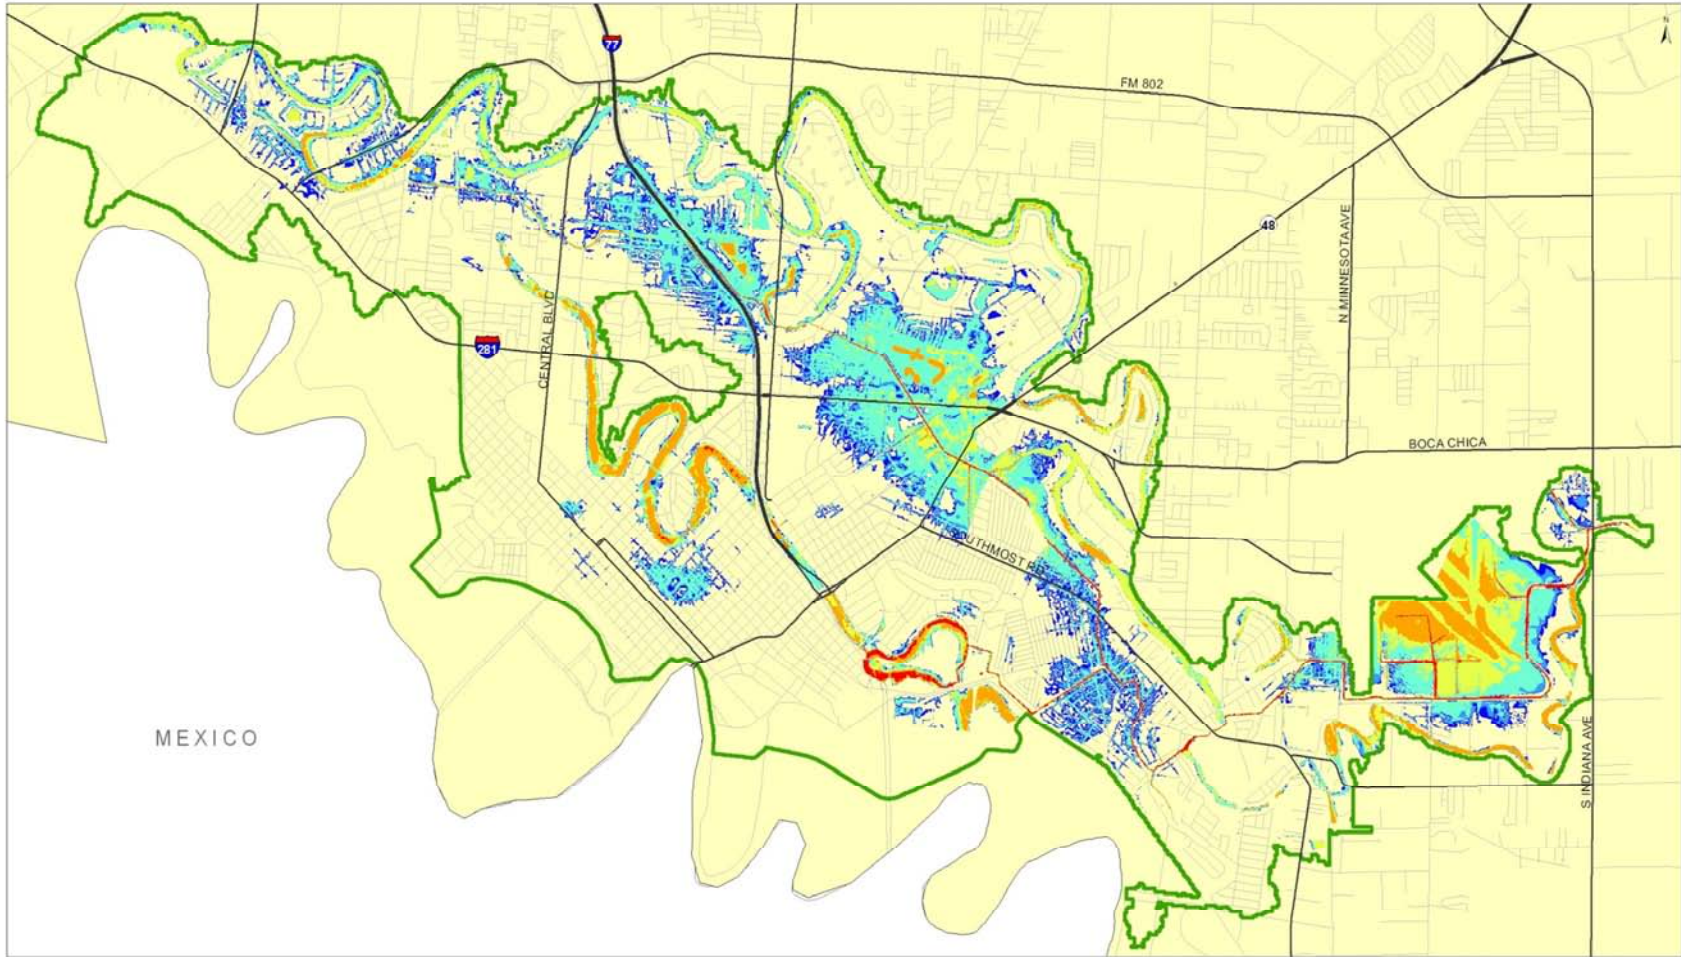 N
77
FM 802
48
N MINNESOTA AVE
281
CENTRAL BLVD
BOCA CHICA
SOUTHMOST RD
MEXICO
S INDIANA AVE